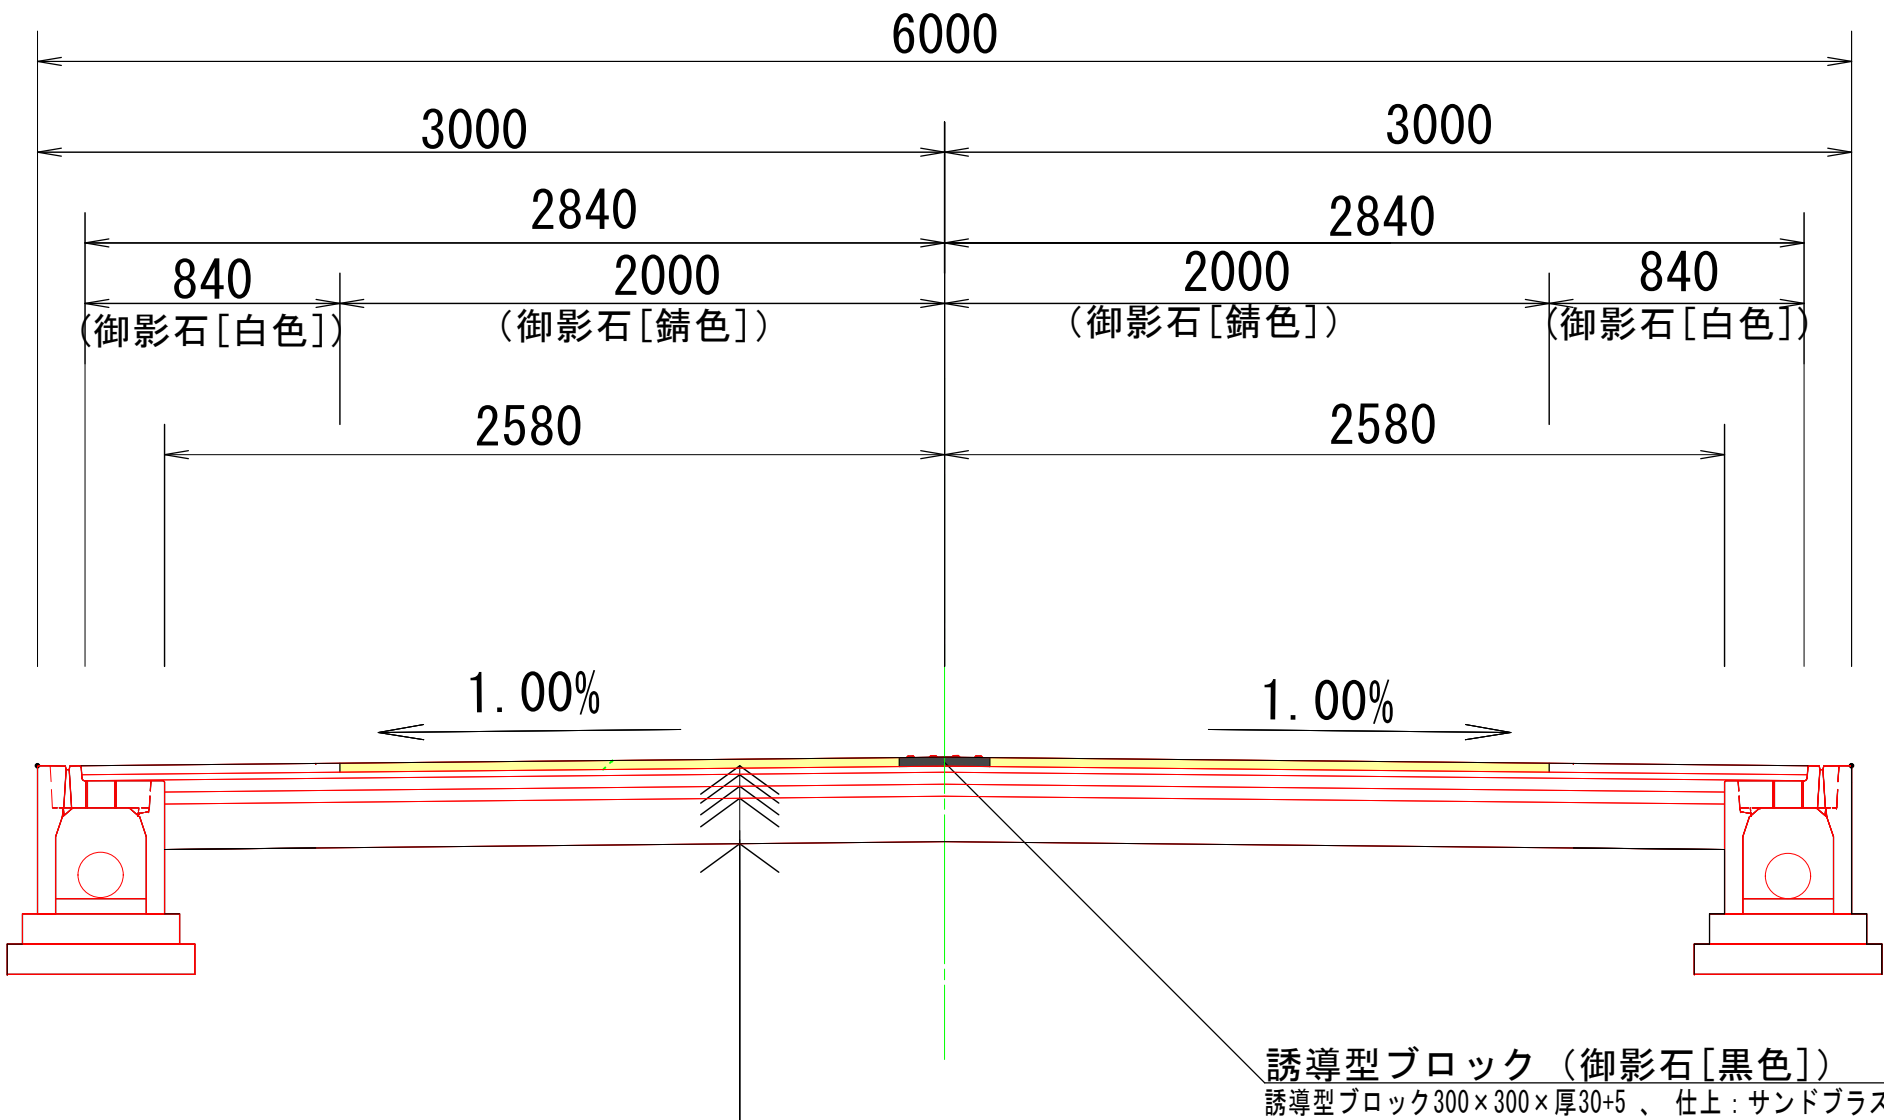 6000
3000 3000
2840 2840
840 2000 2000 840
(御影石[白色]) (御影石[錆色]) (御影石[錆色]) (御影石[白色])
2580 2580
1.00% 1.00%
誘導型ブロック (御影石[黒色])
誘導型ブロック300×300×厚30+5 、 仕上：サンドブラス